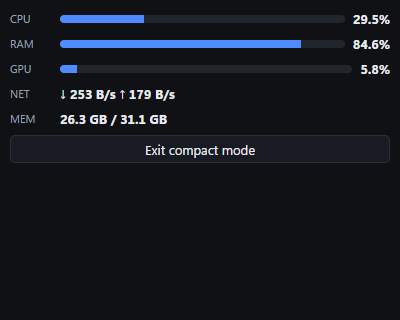 CPU 29.5%
RAM 84.6%
GPU 5.8%
NET ↓ 253 B/s ↑ 179 B/s
MEM 26.3 GB / 31.1 GB
Exit compact mode